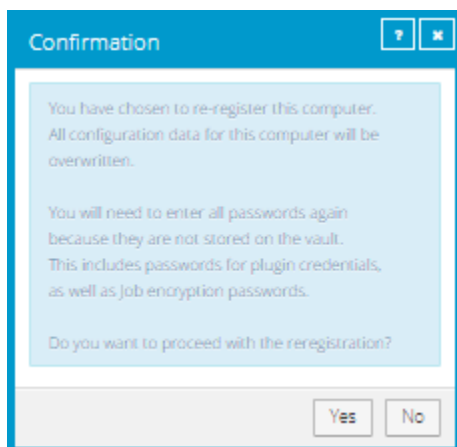 Confirmation
?
×
You have chosen to re-register this computer.
All configuration data for this computer will be
overwritten.
You will need to enter all passwords again
because they are not stored on the vault.
This includes passwords for plugin credentials,
as well as Job encryption passwords.
Do you want to proceed with the reregistration?
Yes
No